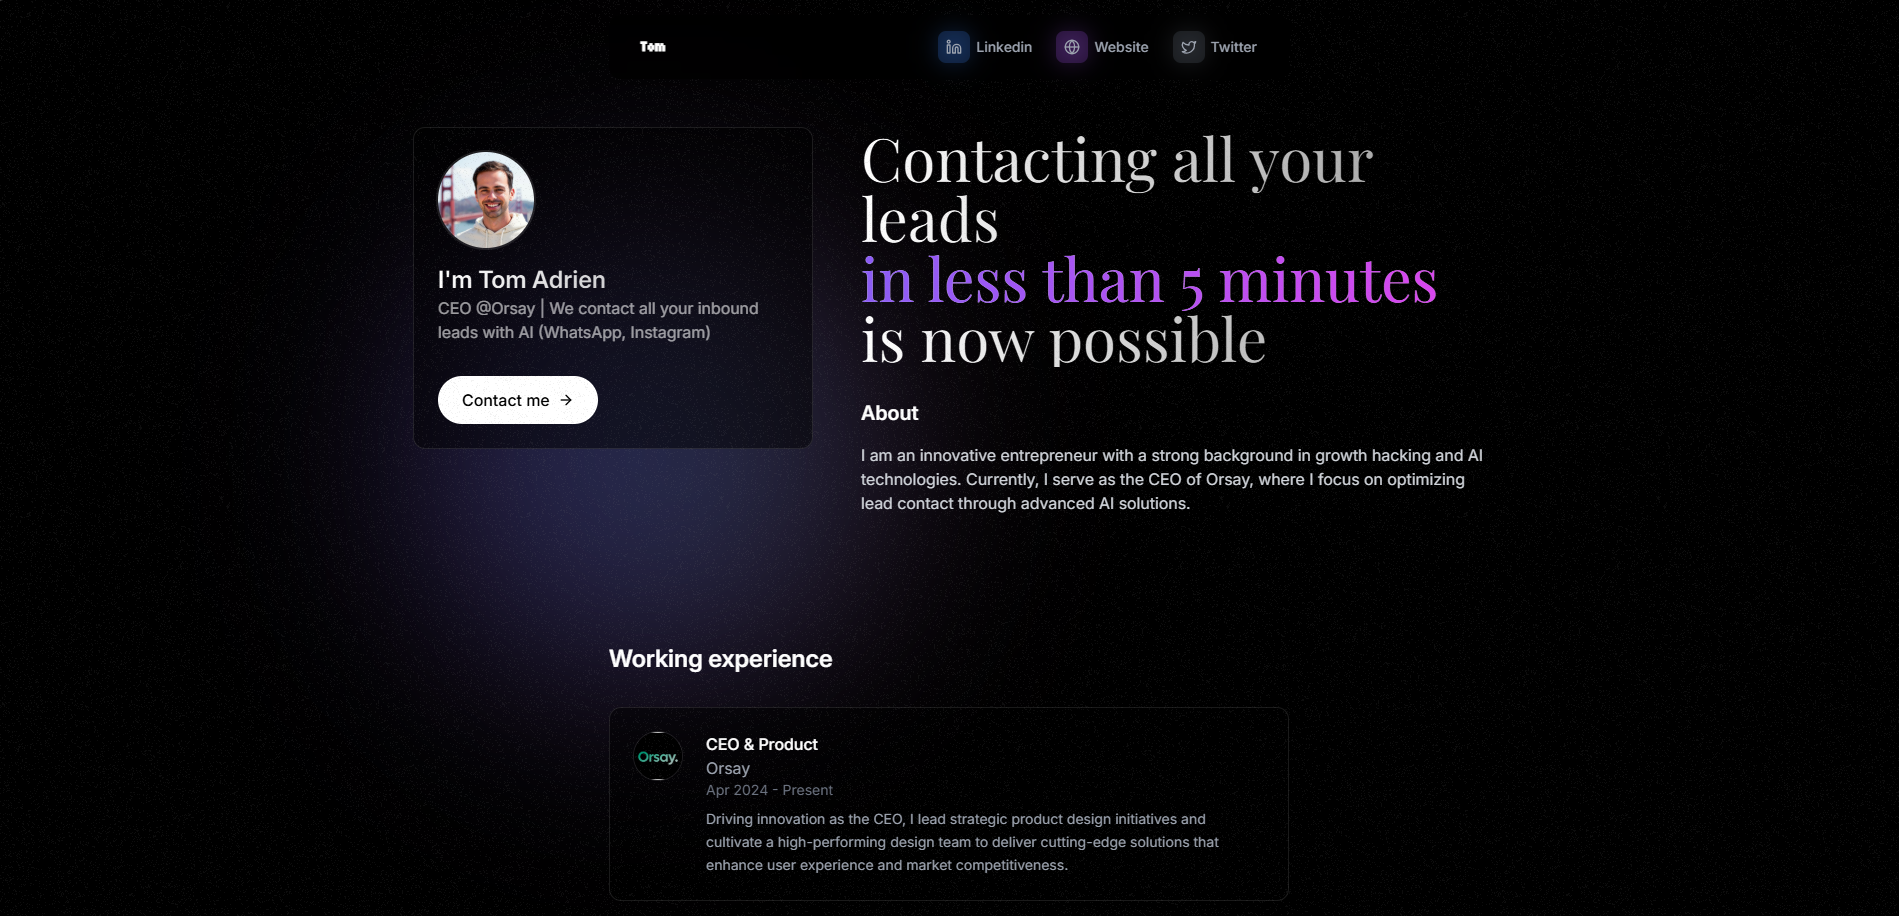 Tom
Linkedin
Website
Twitter
I'm Tom Adrien
CEO @Orsay | We contact all your inbound
leads with AI (WhatsApp, Instagram)
Contact me →
Contacting all your
leads
in less than 5 minutes
is now possible
About
I am an innovative entrepreneur with a strong background in growth hacking and AI
technologies. Currently, I serve as the CEO of Orsay, where I focus on optimizing
lead contact through advanced AI solutions.
Working experience
Orsay.
CEO & Product
Orsay
Apr 2024 - Present
Driving innovation as the CEO, I lead strategic product design initiatives and
cultivate a high-performing design team to deliver cutting-edge solutions that
enhance user experience and market competitiveness.